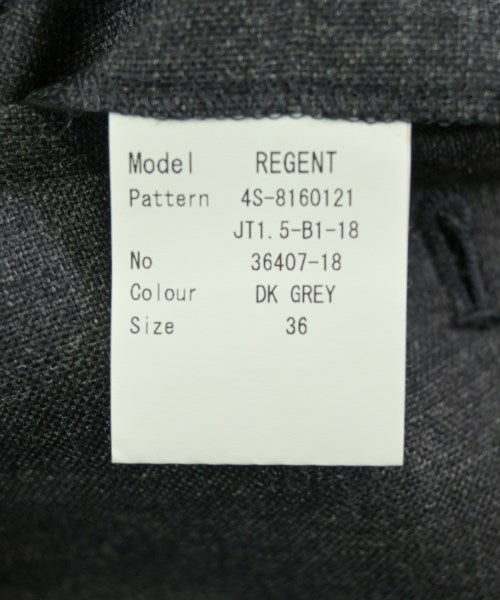 Model REGENT
Pattern 4S-8160121
JT1.5-B1-18
No 36407-18
Colour DK GREY
Size 36